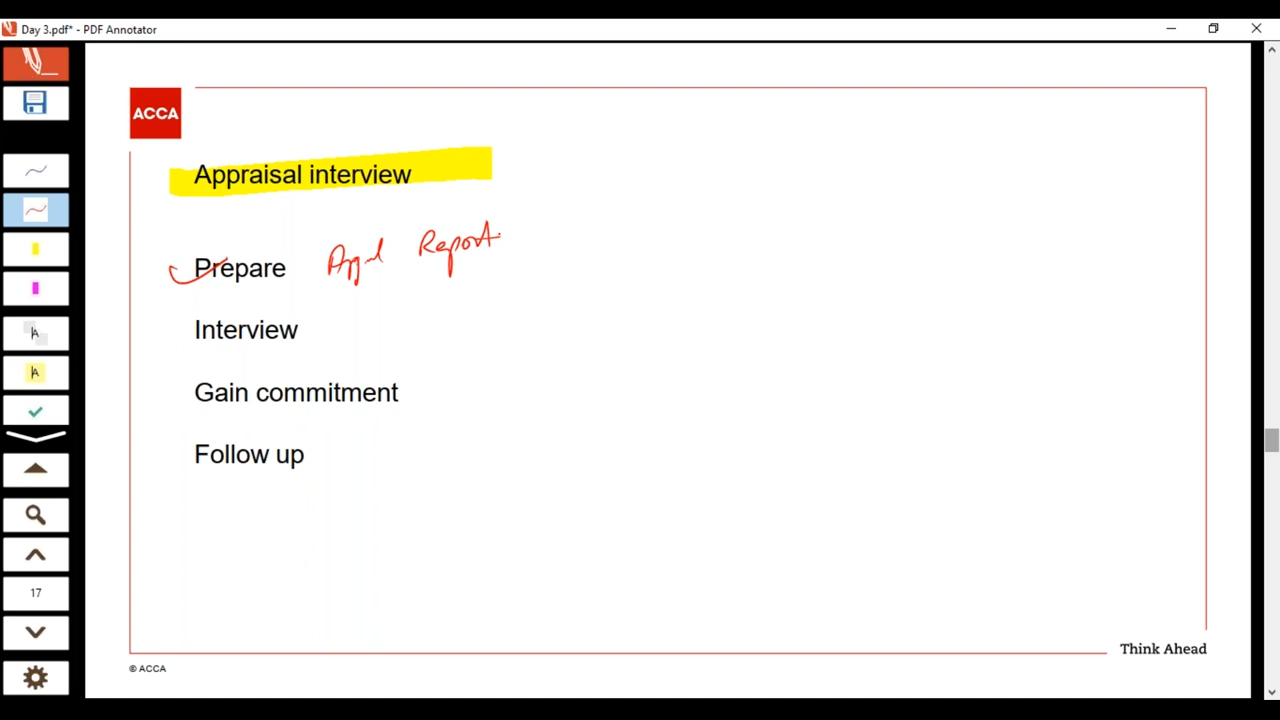 Day 3.pdf* - PDF Annotator
ACCA
Appraisal interview
Prepare Report
Interview
Gain commitment
Follow up
17
Think Ahead
© ACCA